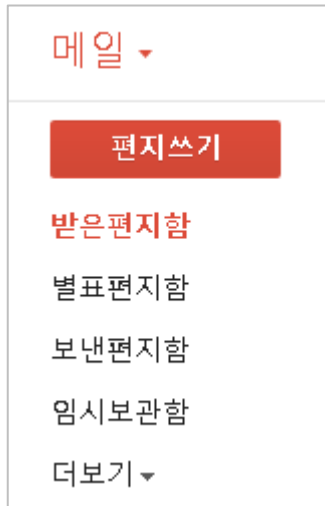 메일
편지쓰기
받은편지함
별표편지함
보낸편지함
임시보관함
더보기